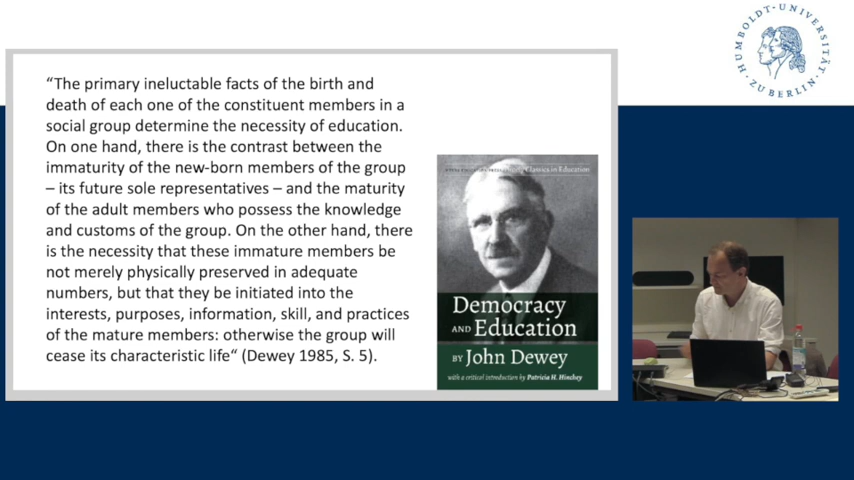 “The primary ineluctable facts of the birth and
death of each one of the constituent members in a
social group determine the necessity of education.
On one hand, there is the contrast between the
immaturity of the new-born members of the group
– its future sole representatives – and the maturity
of the adult members who possess the knowledge
and customs of the group. On the other hand, there
is the necessity that these immature members be
not merely physically preserved in adequate
numbers, but that they be initiated into the
interests, purposes, information, skill, and practices
of the mature members: otherwise the group will
cease its characteristic life“ (Dewey 1985, S. 5).
Classics in Education
Democracy
AND Education
BY John Dewey
with a critical introduction by Patricia H. Hinchey
HUMBOLDT-UNIVERSITÄT
ZU BERLIN